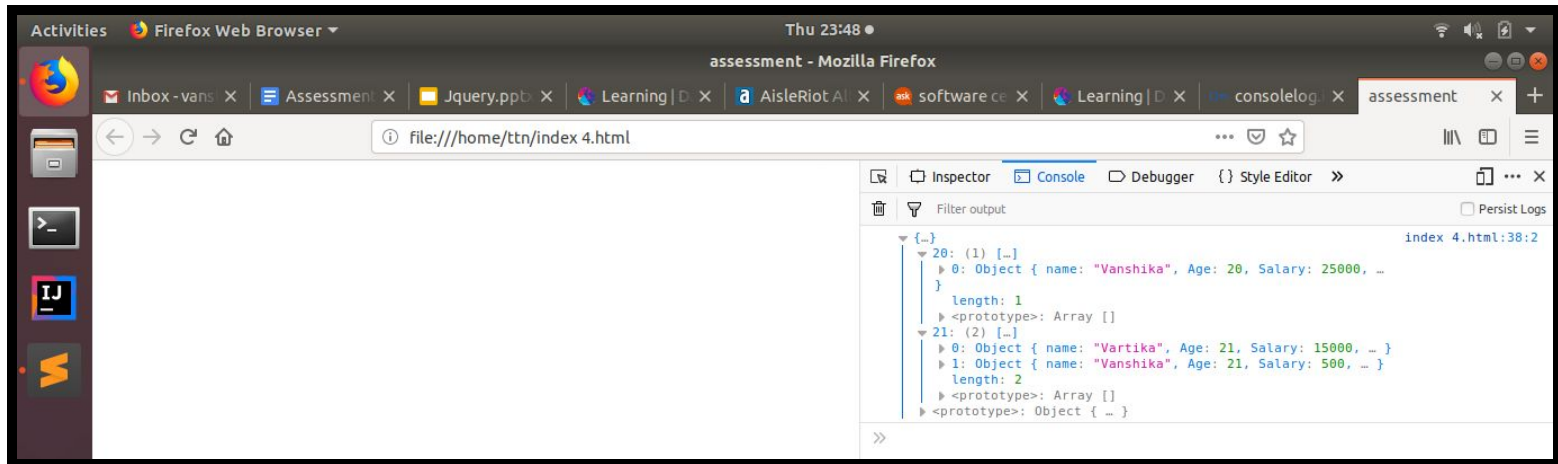 Activities Firefox Web Browser Thu 23:48
assessment - Mozilla Firefox
Inbox - vans Assessment Jquery.ppt Learning | D a AisleRiot Al ask software ce Learning | D consolelog. assessment
file:///home/ttn/index 4.html
Inspector Console Debugger {} Style Editor »
Filter output Persist Logs
{…} index 4.html:38:2
20: (1) […]
0: Object { name: "Vanshika", Age: 20, Salary: 25000, …
}
length: 1
<prototype>: Array []
21: (2) […]
0: Object { name: "Vartika", Age: 21, Salary: 15000, … }
1: Object { name: "Vanshika", Age: 21, Salary: 500, … }
length: 2
<prototype>: Array []
<prototype>: Object { … }
»
>_
IJ